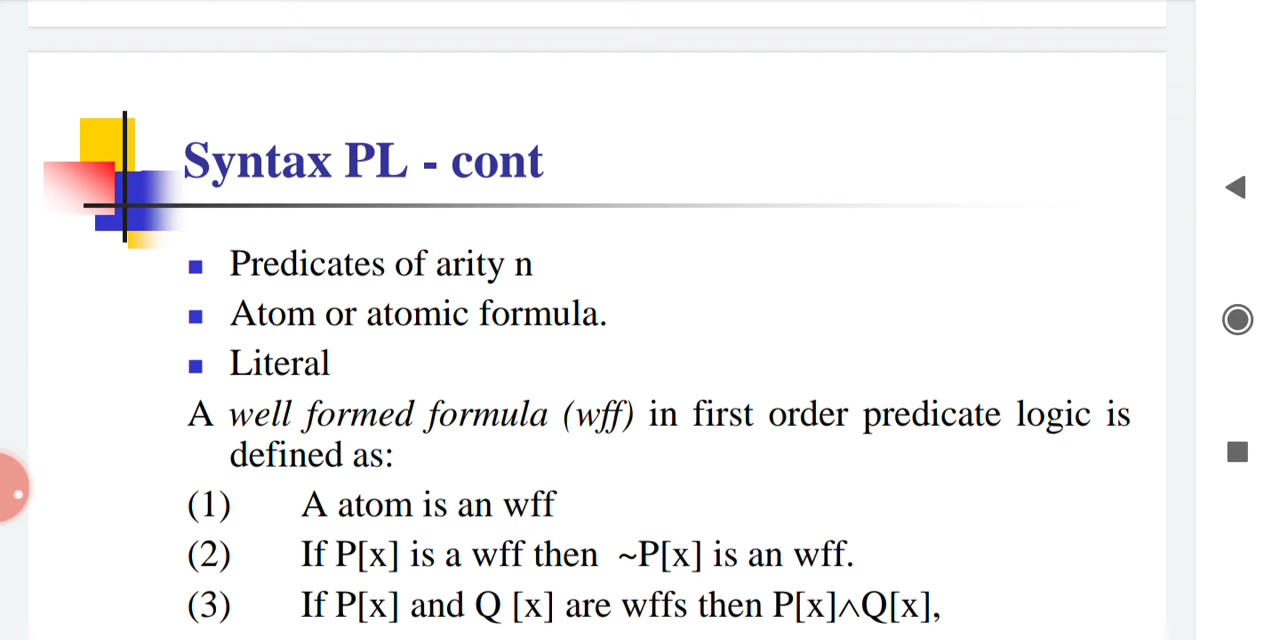 Syntax PL - cont
Predicates of arity n
Atom or atomic formula.
Literal
A well formed formula (wff) in first order predicate logic is
defined as:
(1) A atom is an wff
(2) If P[x] is a wff then ~P[x] is an wff.
(3) If P[x] and Q [x] are wffs then P[x]∧Q[x],